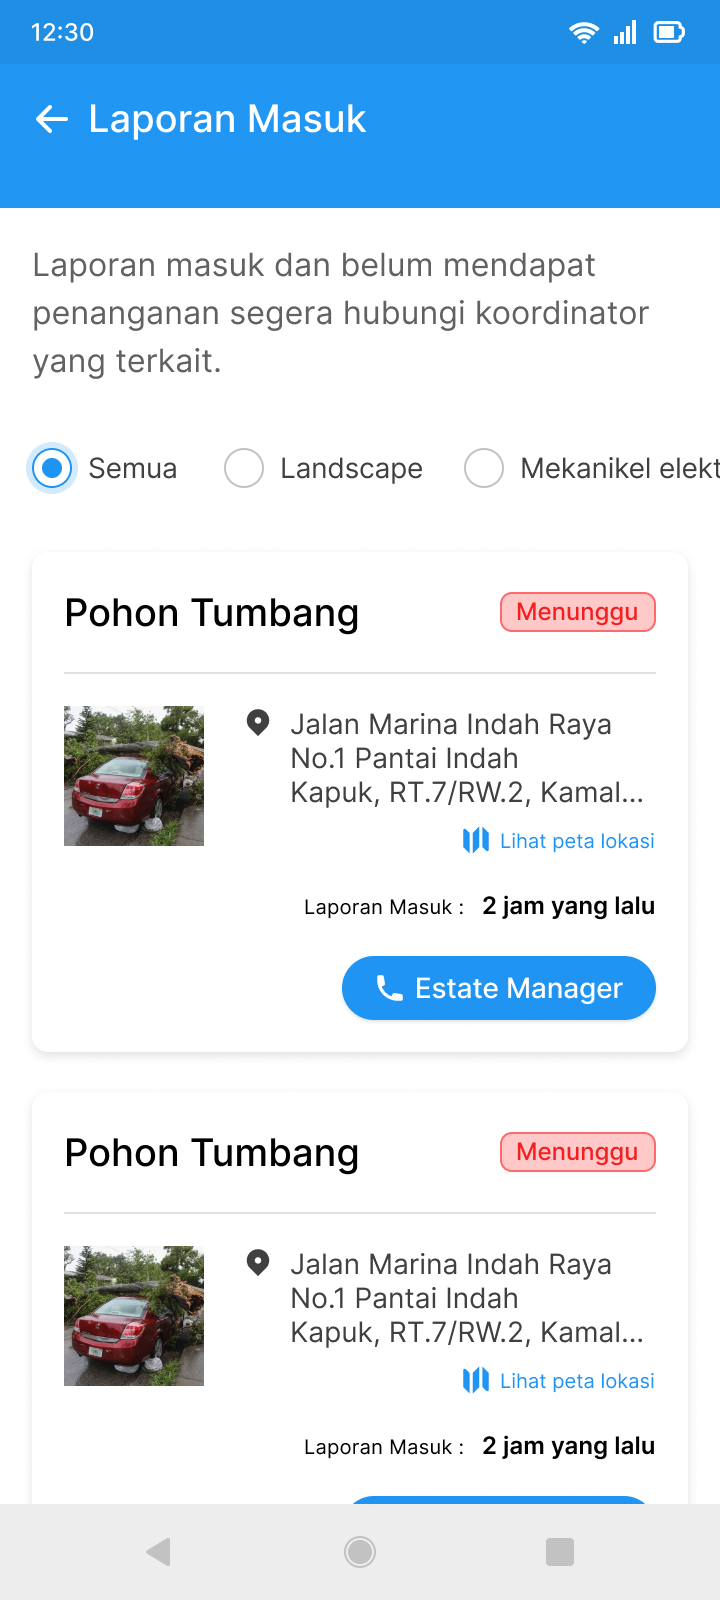 12:30
Laporan Masuk
Laporan masuk dan belum mendapat
penanganan segera hubungi koordinator
yang terkait.
Semua
Landscape
Mekanikel elekt
Pohon Tumbang
Menunggu
Jalan Marina Indah Raya
No.1 Pantai Indah
Kapuk, RT.7/RW.2, Kamal...
Lihat peta lokasi
Laporan Masuk : 2 jam yang lalu
Estate Manager
Pohon Tumbang
Menunggu
Jalan Marina Indah Raya
No.1 Pantai Indah
Kapuk, RT.7/RW.2, Kamal...
Lihat peta lokasi
Laporan Masuk : 2 jam yang lalu